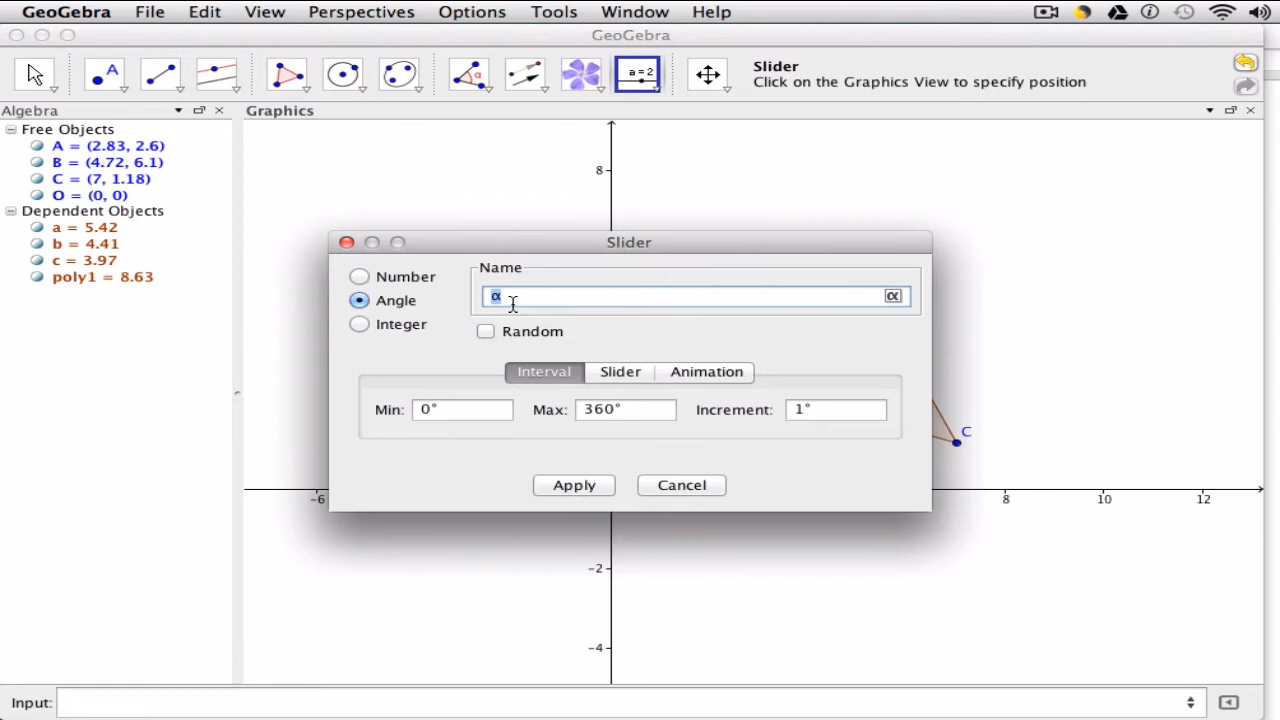 GeoGebra File Edit View Perspectives Options Tools Window Help
GeoGebra
A
α
a = 2
Slider
Click on the Graphics View to specify position
Algebra
Graphics
Free Objects
A = (2.83, 2.6)
B = (4.72, 6.1)
C = (7, 1.18)
O = (0, 0)
Dependent Objects
a = 5.42
b = 4.41
c = 3.97
poly1 = 8.63
8
Slider
Number
Angle
Integer
Name
α
α
Random
Interval Slider Animation
Min: 0° Max: 360° Increment: 1°
Apply Cancel
C
-6 8 10 12
-2
-4
Input: